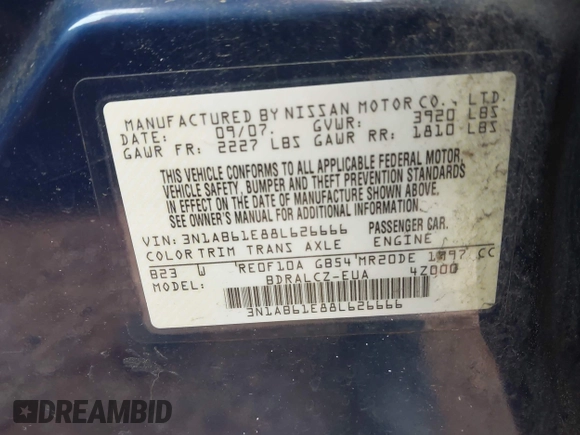 MANUFACTURED BY NISSAN MOTOR CO., LTD.
DATE: 09/07. GVWR: 3920 LBS
GAWR FR: 2227 LBS GAWR RR: 1810 LBS
THIS VEHICLE CONFORMS TO ALL APPLICABLE FEDERAL MOTOR
VEHICLE SAFETY, BUMPER AND THEFT PREVENTION STANDARDS
IN EFFECT ON THE DATE OF MANUFACTURE SHOWN ABOVE.
SEE OWNER'S MANUAL FOR ADDITIONAL INFORMATION.
VIN: 3N1AB61E88L626666 PASSENGER CAR.
COLOR TRIM TRANS AXLE ENGINE
B23 W RE0F10A GB54 MR20DE 1997 CC
MODEL: BDRALCZ-EUA 4Z000
3N1AB61E88L626666
DREAMBID